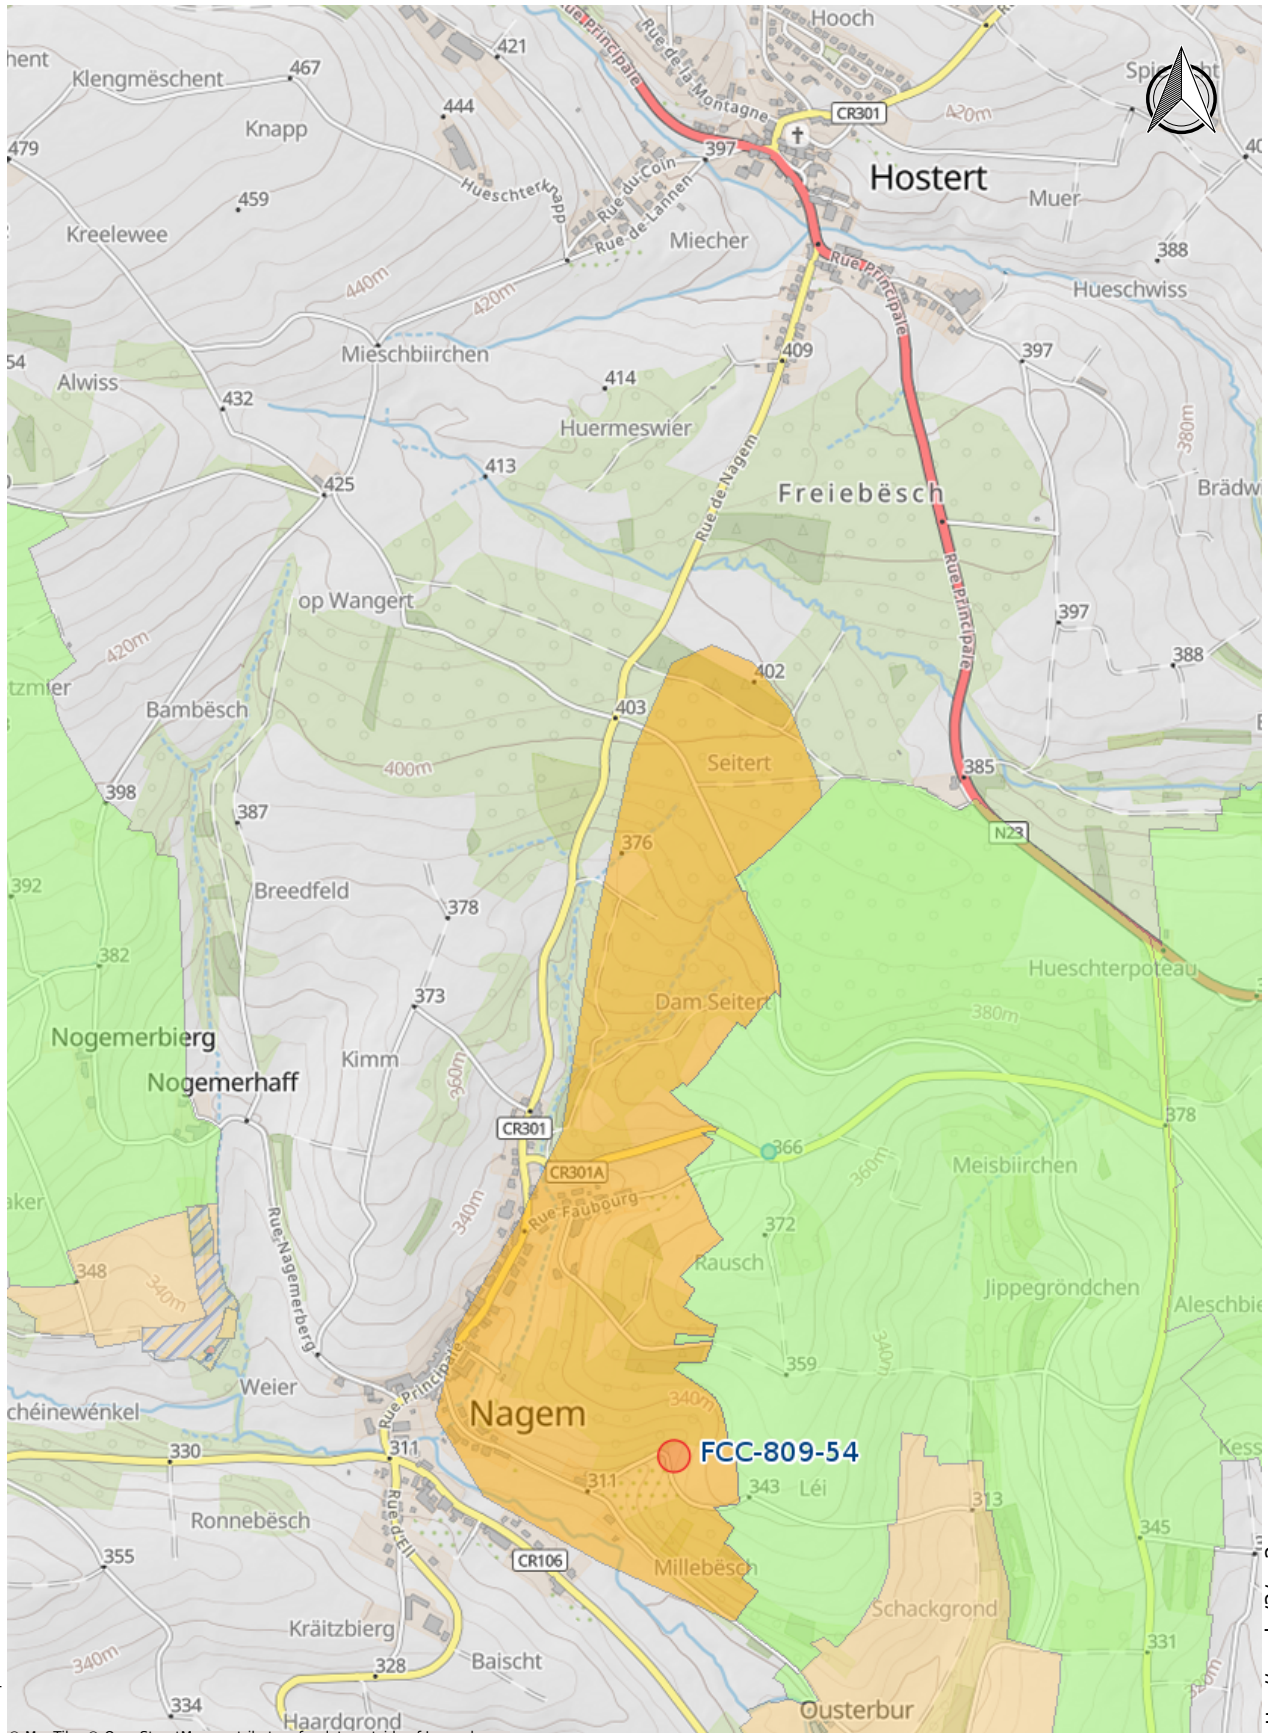 Rue Principale
Hooch
421
hent
467
Klengmëschent
Rue de la Montagne
444
Knapp
CR301
420m
479
397
Hostert
Hueschterknapp
Rue du Coin
Rue-de-Lannen
459
Muer
Kreelewee
Miecher
388
440m
420m
Rue Principale
Hueschwiss
Mieschbiirchen
409
397
54
Alwiss
414
432
Huermeswier
380m
413
425
Freiebësch
Rue de Nagem
Rue Principale
op Wangert
397
420m
388
tzmier
402
Bambësch
403
Seitert
400m
385
398
387
N23
376
392
Breedfeld
378
382
Hueschterpoteau
373
Dam Seitert
380m
Nogemerbierg
Kimm
360m
Nogemerhaff
CR301
378
366
CR301A
360m
Meisbiirchen
aker
340m
Rue-Faubourg
Rue-Nagemerberg
372
Rausch
348
340m
Jippegröndchen
Aleschbie
340m
359
Rue Principale
Weier
340m
chéinewénkel
Nagem
330
311
FCC-809-54
Kess
311
343
Léi
313
Ronnebësch
Rue d'Ell
345
355
CR106
Millebësch
Schackgrond
Kräitzbierg
340m
328
Baischt
331
334
Ousterbur
Haardgrond